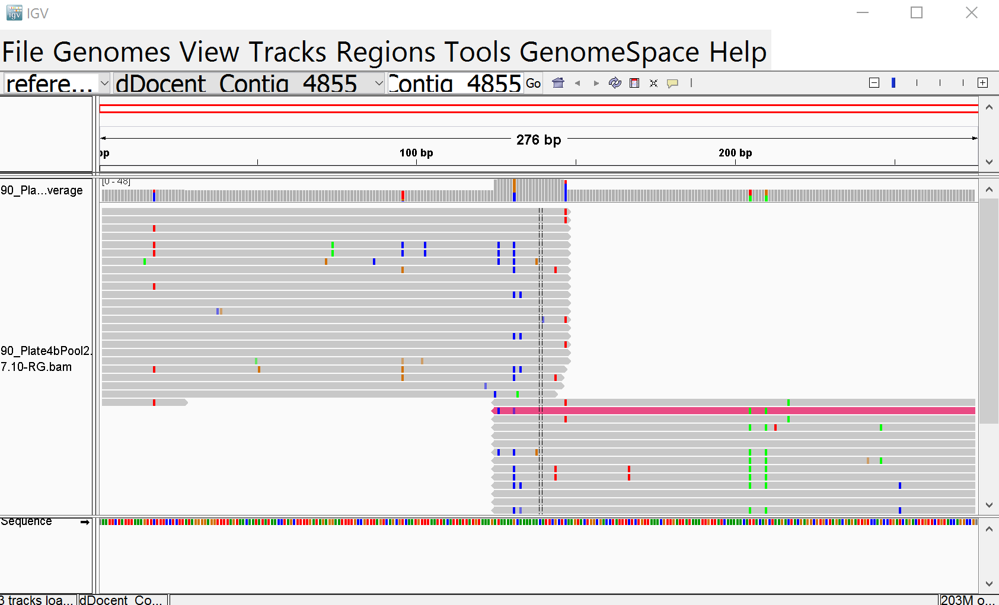 IGV
File Genomes View Tracks Regions Tools GenomeSpace Help
refere... dDocent_Contig_4855 Contig_4855 Go
276 bp
bp 100 bp 200 bp
[0 - 48]
90_Pla...verage
90_Plate4bPool2.
7.10-RG.bam
Sequence
3 tracks loa... dDocent_Co... 203M o...